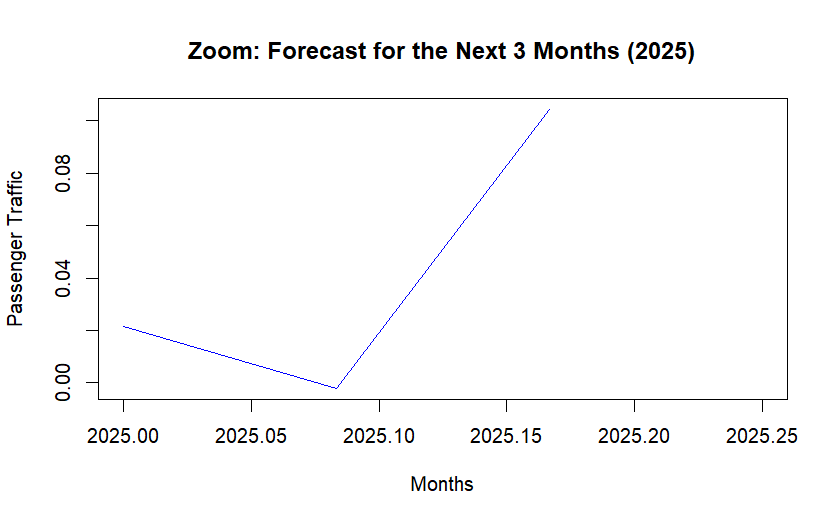 Zoom: Forecast for the Next 3 Months (2025)
Passenger Traffic
0.08
0.04
0.00
2025.00 2025.05 2025.10 2025.15 2025.20 2025.25
Months